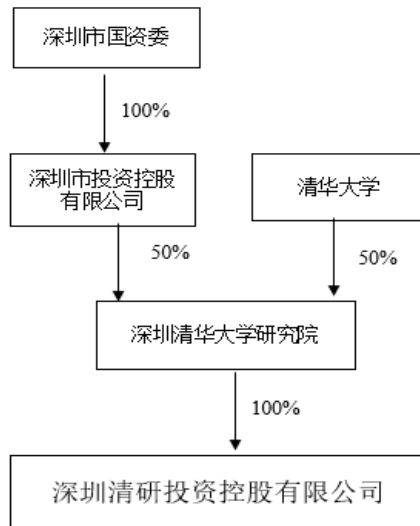 深圳市国资委
100%
深圳市投资控股
有限公司
清华大学
50%
50%
深圳清华大学研究院
100%
深圳清研投资控股有限公司